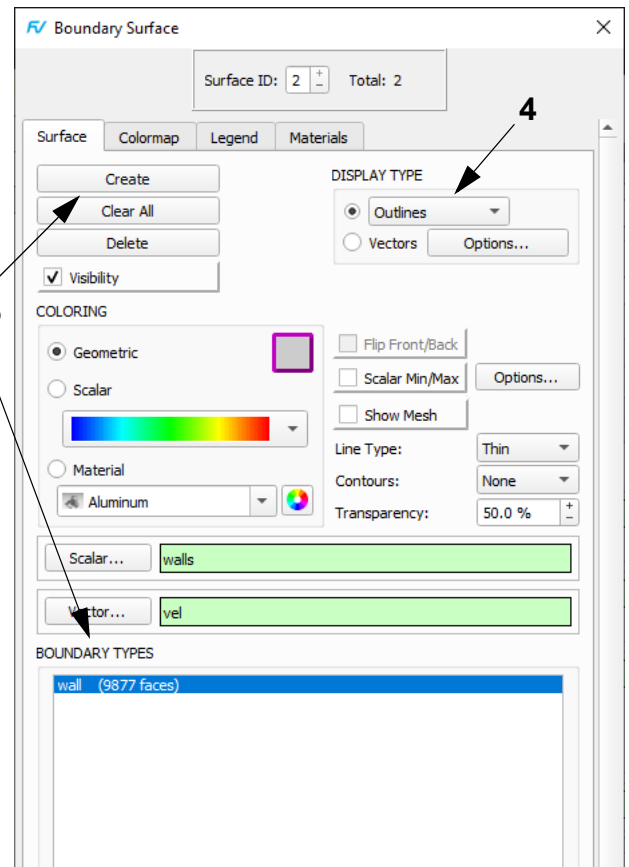 FV Boundary Surface
Surface ID: 2 Total: 2
4
Surface Colormap Legend Materials
Create
Clear All
Delete
Visibility
DISPLAY TYPE
Outlines
Vectors Options...
COLORING
Geometric
Scalar
Material
Aluminum
Flip Front/Back
Scalar Min/Max Options...
Show Mesh
Line Type: Thin
Contours: None
Transparency: 50.0 %
Scalar... walls
Vector... vel
BOUNDARY TYPES
wall (9877 faces)